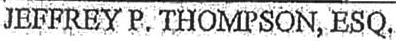 JEFFREY P. THOMPSON, ESQ.